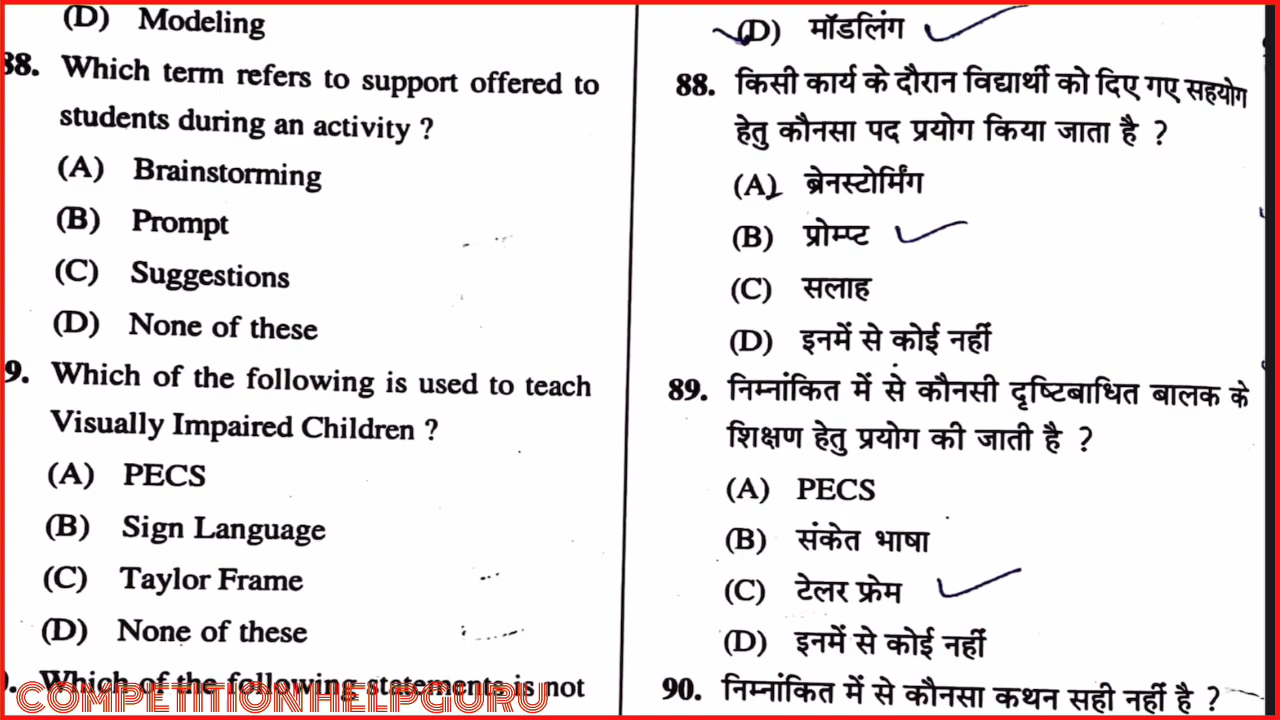 (D) Modeling
88. Which term refers to support offered to
students during an activity ?
(A) Brainstorming
(B) Prompt
(C) Suggestions
(D) None of these
9. Which of the following is used to teach
Visually Impaired Children ?
(A) PECS
(B) Sign Language
(C) Taylor Frame
(D) None of these
Which of the following statements is not
(D) मॉडलिंग
88. किसी कार्य के दौरान विद्यार्थी को दिए गए सहयोग
हेतु कौनसा पद प्रयोग किया जाता है ?
(A) ब्रेनस्टोर्मिंग
(B) प्रोम्प्ट
(C) सलाह
(D) इनमें से कोई नहीं
89. निम्नांकित में से कौनसी दृष्टिबाधित बालक के
शिक्षण हेतु प्रयोग की जाती है ?
(A) PECS
(B) संकेत भाषा
(C) टेलर फ्रेम
(D) इनमें से कोई नहीं
90. निम्नांकित में से कौनसा कथन सही नहीं है ?
COMPETITIONHELPGURU